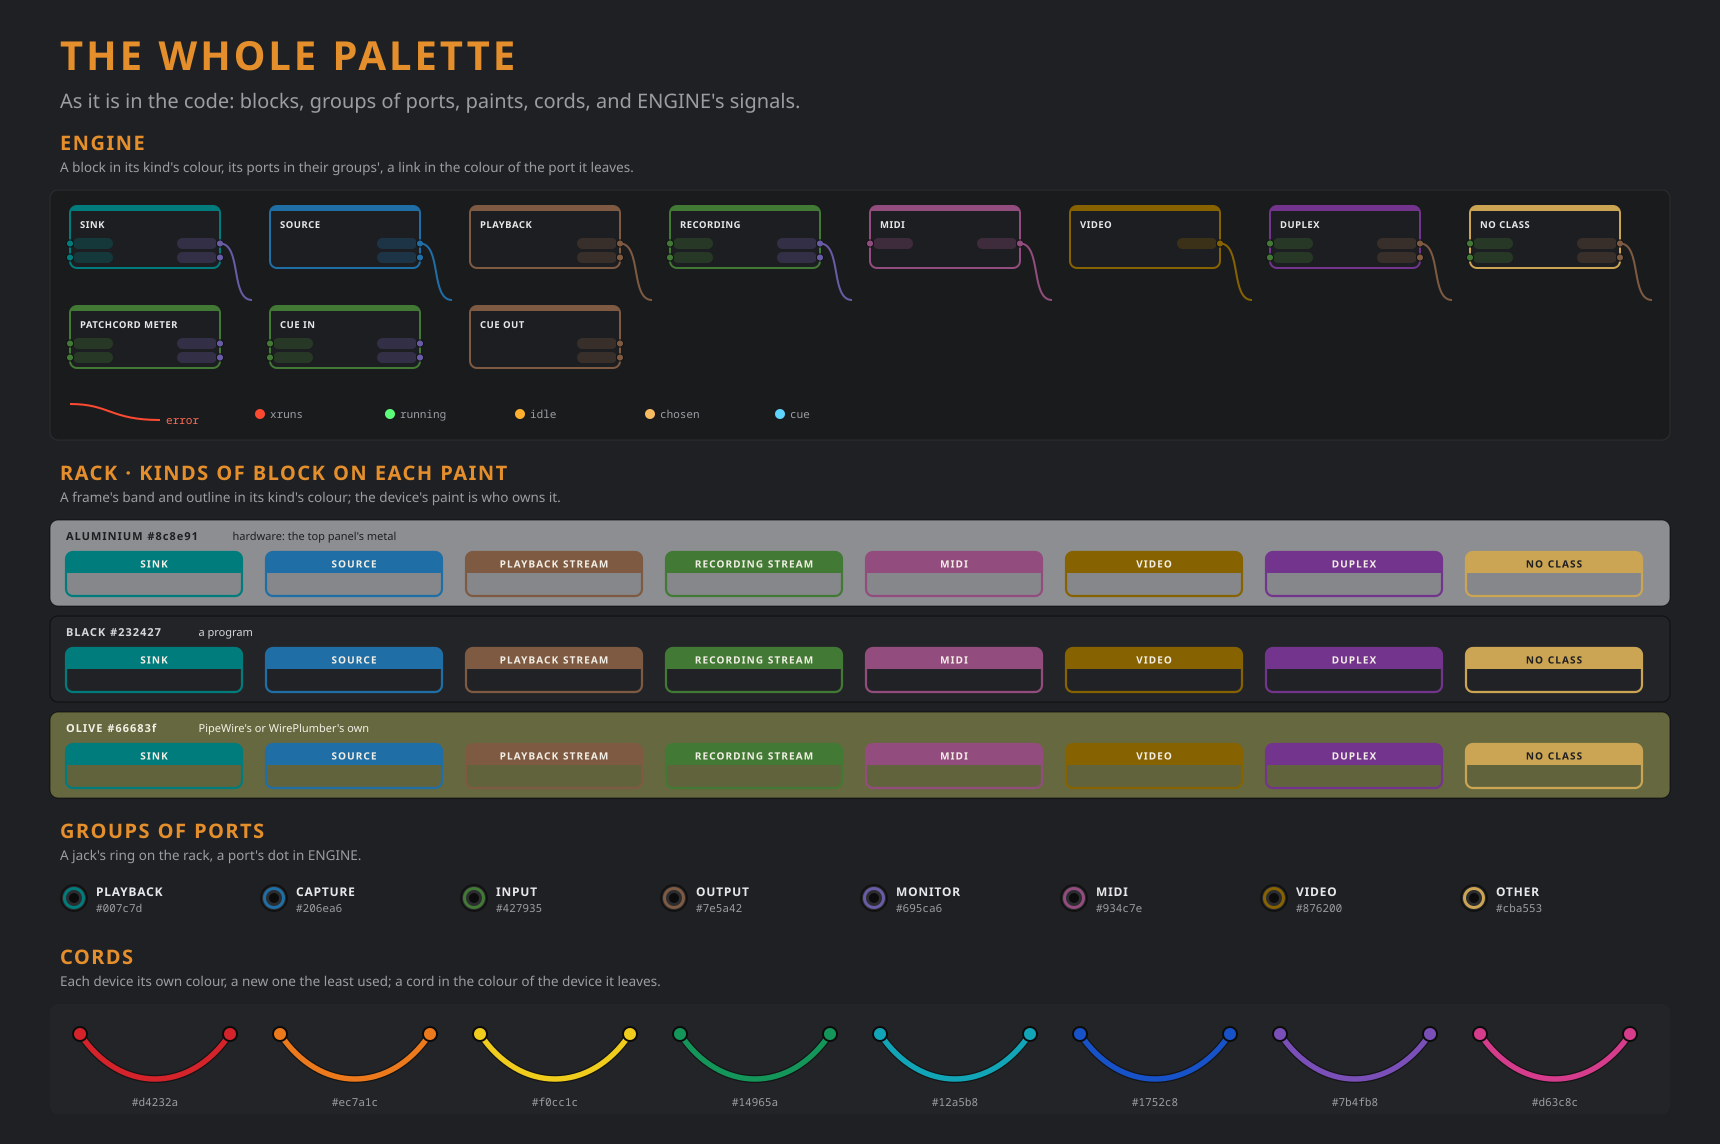 THE WHOLE PALETTE
As it is in the code: blocks, groups of ports, paints, cords, and ENGINE's signals.
ENGINE
A block in its kind's colour, its ports in their groups', a link in the colour of the port it leaves.
SINK SOURCE PLAYBACK RECORDING MIDI VIDEO DUPLEX NO CLASS
PATCHCORD METER CUE IN CUE OUT
error xruns running idle chosen cue
RACK · KINDS OF BLOCK ON EACH PAINT
A frame's band and outline in its kind's colour; the device's paint is who owns it.
ALUMINIUM #8c8e91 hardware: the top panel's metal
SINK SOURCE PLAYBACK STREAM RECORDING STREAM MIDI VIDEO DUPLEX NO CLASS
BLACK #232427 a program
SINK SOURCE PLAYBACK STREAM RECORDING STREAM MIDI VIDEO DUPLEX NO CLASS
OLIVE #66683f PipeWire's or WirePlumber's own
SINK SOURCE PLAYBACK STREAM RECORDING STREAM MIDI VIDEO DUPLEX NO CLASS
GROUPS OF PORTS
A jack's ring on the rack, a port's dot in ENGINE.
PLAYBACK CAPTURE INPUT OUTPUT MONITOR MIDI VIDEO OTHER
#007c7d #206ea6 #427935 #7e5a42 #695ca6 #934c7e #876200 #cba553
CORDS
Each device its own colour, a new one the least used; a cord in the colour of the device it leaves.
#d4232a #ec7a1c #f0cc1c #14965a #12a5b8 #1752c8 #7b4fb8 #d63c8c